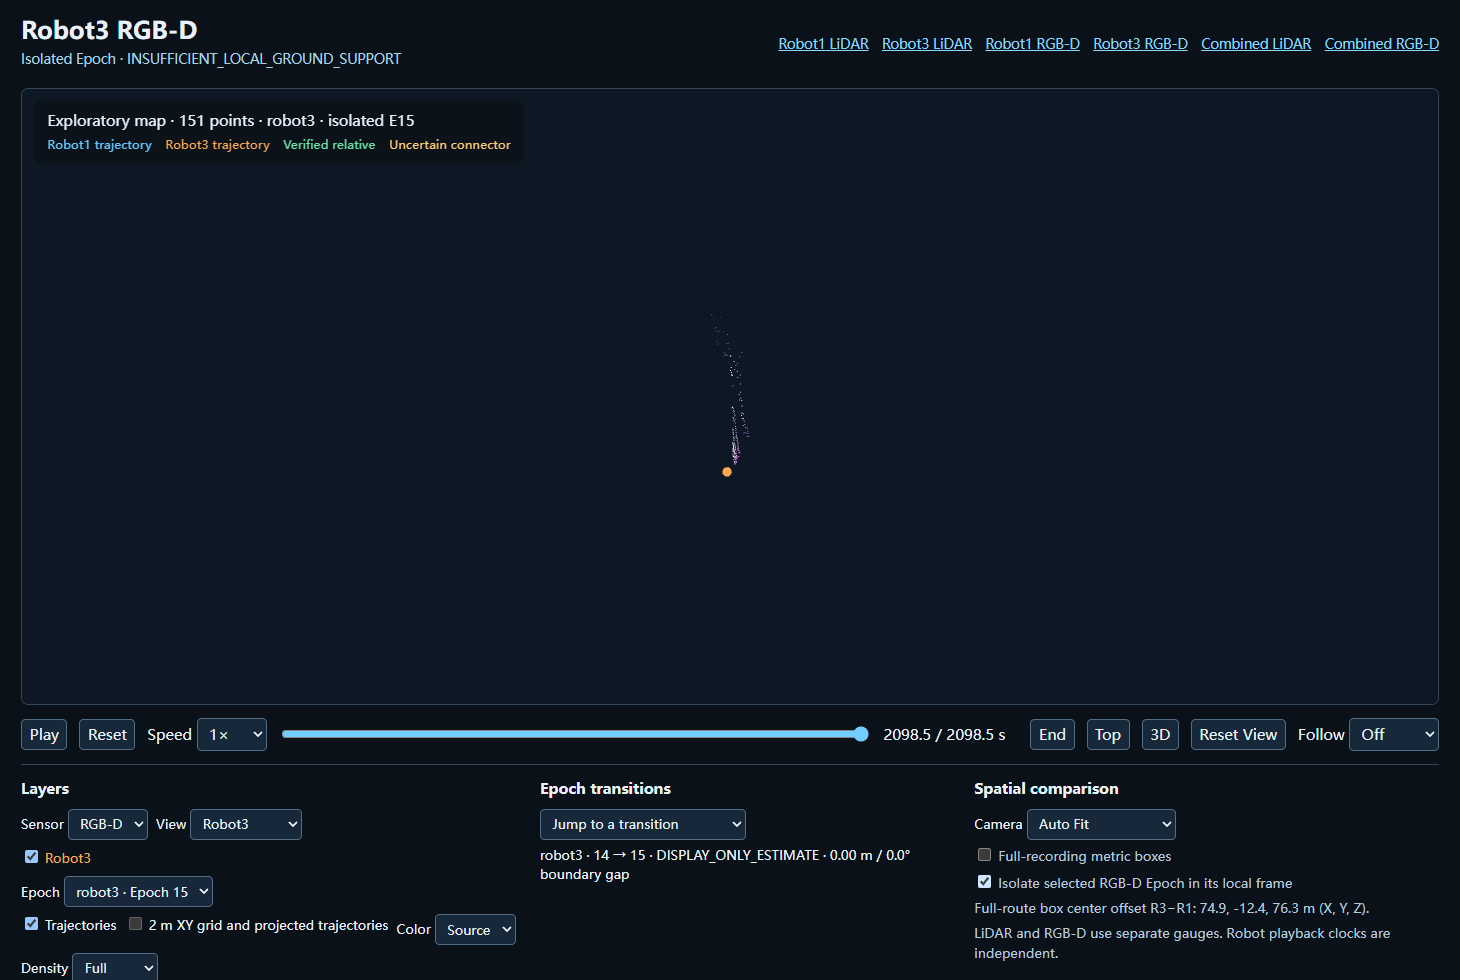 Robot3 RGB-D
Isolated Epoch · INSUFFICIENT_LOCAL_GROUND_SUPPORT
Robot1 LiDAR Robot3 LiDAR Robot1 RGB-D Robot3 RGB-D Combined LiDAR Combined RGB-D
Exploratory map · 151 points · robot3 · isolated E15
Robot1 trajectory Robot3 trajectory Verified relative Uncertain connector
Play Reset Speed 1× 2098.5 / 2098.5 s End Top 3D Reset View Follow Off
Layers
Sensor RGB-D View Robot3
Robot3
Epoch robot3 · Epoch 15
Trajectories 2 m XY grid and projected trajectories Color Source
Density Full
Epoch transitions
Jump to a transition
robot3 · 14 → 15 · DISPLAY_ONLY_ESTIMATE · 0.00 m / 0.0°
boundary gap
Spatial comparison
Camera Auto Fit
Full-recording metric boxes
Isolate selected RGB-D Epoch in its local frame
Full-route box center offset R3−R1: 74.9, -12.4, 76.3 m (X, Y, Z).
LiDAR and RGB-D use separate gauges. Robot playback clocks are
independent.